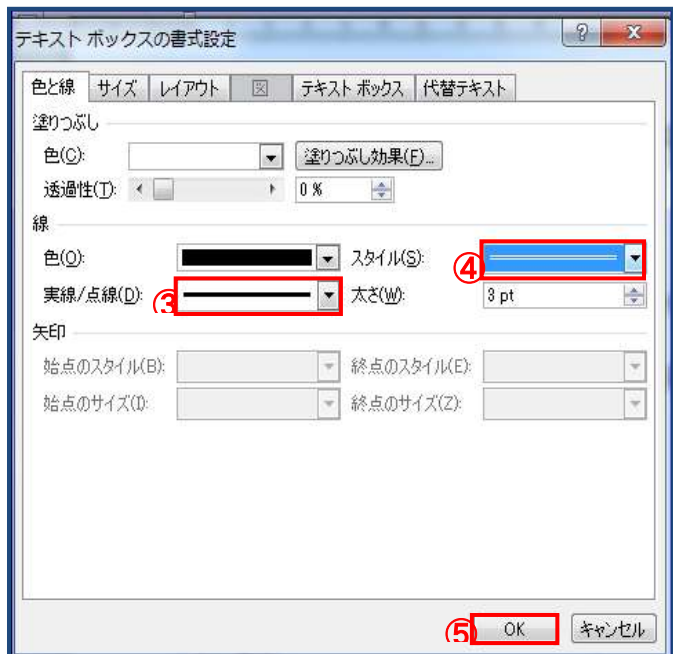 テキスト ボックスの書式設定
色と線 サイズ レイアウト 図 テキスト ボックス 代替テキスト
塗りつぶし
色(C): 塗りつぶし効果(F)...
透過性(T): 0 %
線
色(O): スタイル(S): ④
実線/点線(D): ③ 太さ(W): 3 pt
矢印
始点のスタイル(B): 終点のスタイル(E):
始点のサイズ(I): 終点のサイズ(Z):
⑤ OK キャンセル